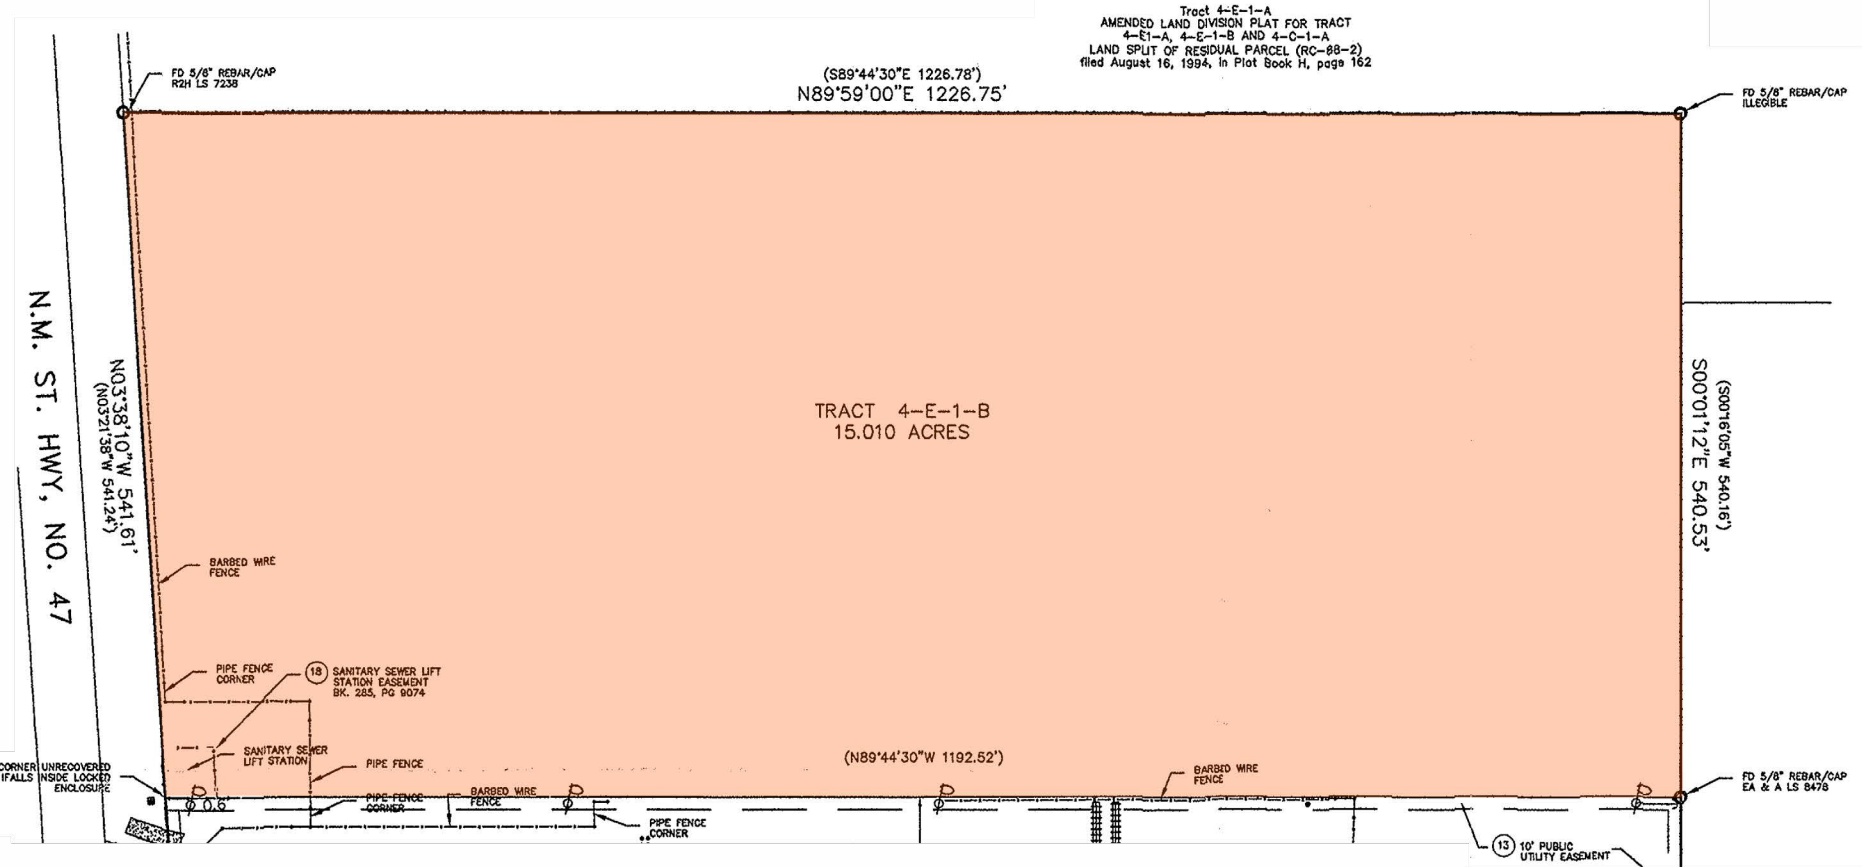 Tract 4-E-1-A
AMENDED LAND DIVISION PLAT FOR TRACT
4-E1-A, 4-E-1-B AND 4-C-1-A
LAND SPLIT OF RESIDUAL PARCEL (RC-88-2)
filed August 16, 1994, in Plat Book H, page 162
FD 5/8" REBAR/CAP
R2H LS 7238
(S89°44'30"E 1226.78')
N89°59'00"E 1226.75'
FD 5/8" REBAR/CAP
ILLEGIBLE
N.M. ST. HWY, NO. 47
N03°38'10"W 541.61'
(N03°21'38"W 541.24')
TRACT 4-E-1-B
15.010 ACRES
(S00°16'05"W 540.16')
S00°01'12"E 540.53'
BARBED WIRE
FENCE
PIPE FENCE
CORNER
18
SANITARY SEWER LIFT
STATION EASEMENT
BK. 285, PG 9074
SANITARY SEWER
LIFT STATION
PIPE FENCE
(N89°44'30"W 1192.52')
BARBED WIRE
FENCE
CORNER UNRECOVERED
FALLS INSIDE LOCKED
ENCLOSURE
FD 5/8" REBAR/CAP
EA & A LS 8478
0.6
PIPE FENCE
CORNER
BARBED WIRE
FENCE
PIPE FENCE
CORNER
13
10' PUBLIC
UTILITY EASEMENT